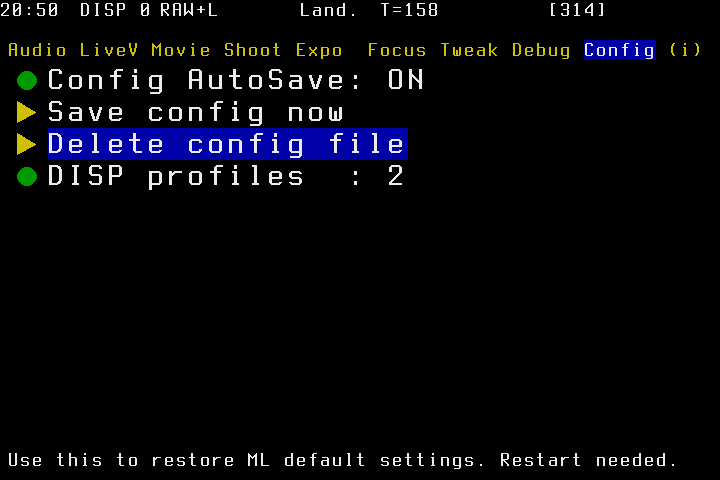 20:50 DISP 0 RAW+L Land. T=158 [314]
Audio LiveV Movie Shoot Expo Focus Tweak Debug Config (i)
Config AutoSave: ON
Save config now
Delete config file
DISP profiles : 2
Use this to restore ML default settings. Restart needed.